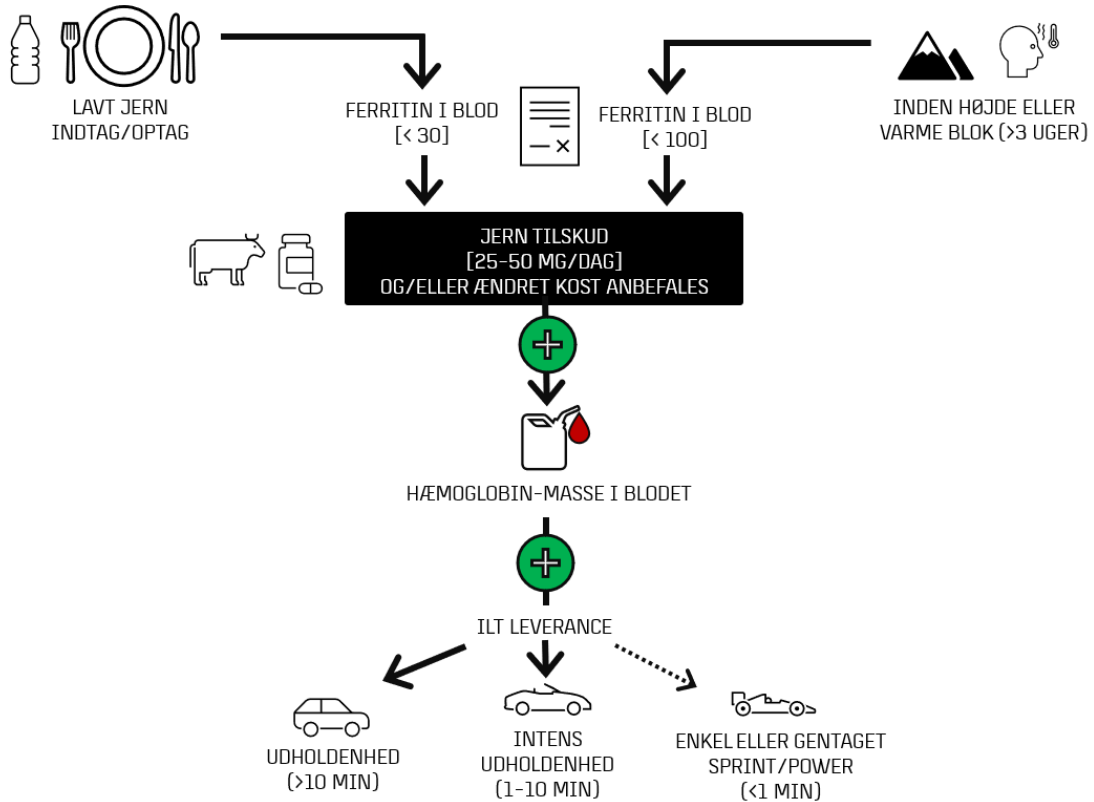 LAVT JERN
INDTAG/OPTAG
FERRITIN I BLOD
[< 30]
FERRITIN I BLOD
[< 100]
INDEN HØJDE ELLER
VARME BLOK (>3 UGER)
JERN TILSKUD
[25-50 MG/DAG]
OG/ELLER ÆNDRET KOST ANBEFALES
HÆMOGLOBIN-MASSE I BLODET
ILT LEVERANCE
UDHOLDENHED
(>10 MIN)
INTENS
UDHOLDENHED
(1-10 MIN)
ENKEL ELLER GENTAGET
SPRINT/POWER
(<1 MIN)